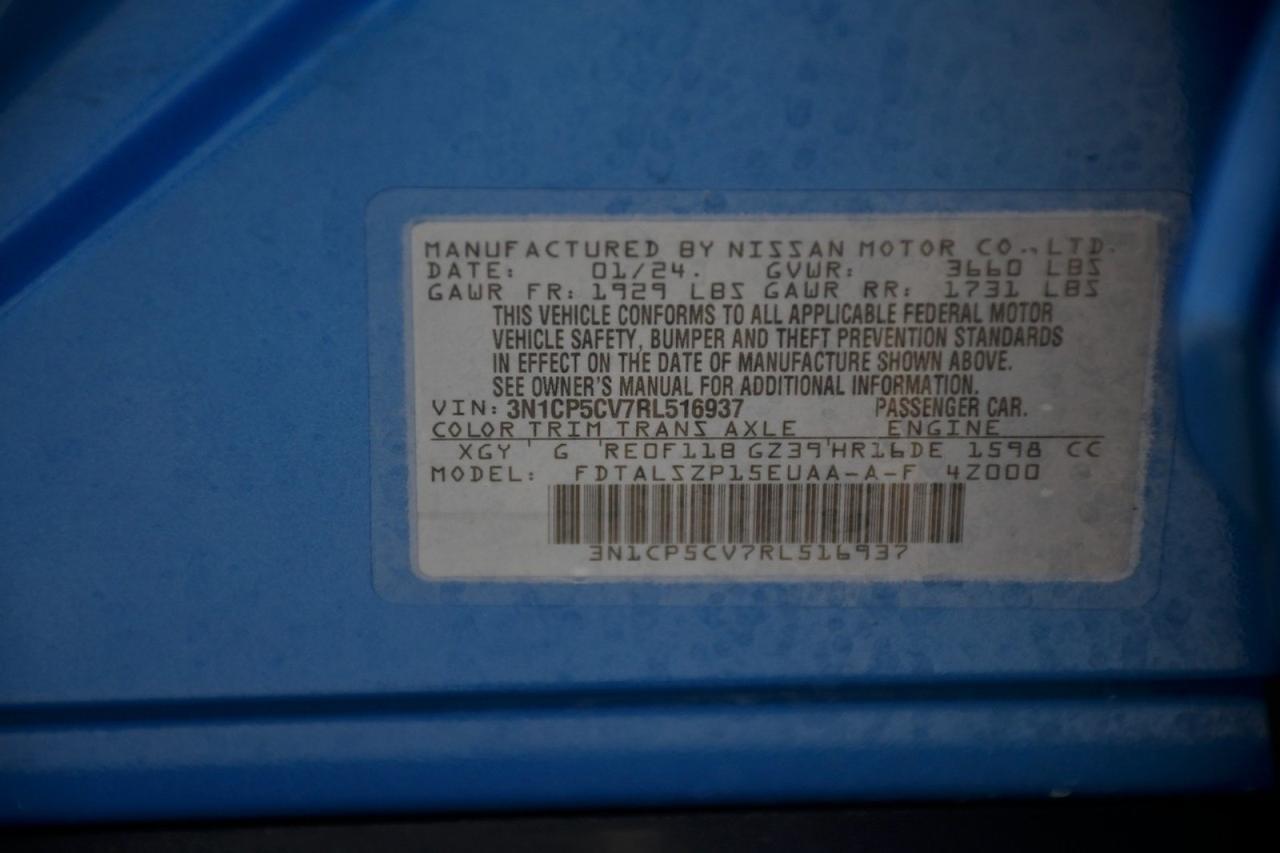 MANUFACTURED BY NISSAN MOTOR CO., LTD.
DATE: 01/24. GVWR: 3660 LBS
GAWR FR: 1929 LBS GAWR RR: 1731 LBS
THIS VEHICLE CONFORMS TO ALL APPLICABLE FEDERAL MOTOR
VEHICLE SAFETY, BUMPER AND THEFT PREVENTION STANDARDS
IN EFFECT ON THE DATE OF MANUFACTURE SHOWN ABOVE.
SEE OWNER'S MANUAL FOR ADDITIONAL INFORMATION.
VIN: 3N1CP5CV7RL516937 PASSENGER CAR.
COLOR TRIM TRANS AXLE ENGINE
XGY ' G 'RE0F11B GZ39'HR16DE 1598 CC
MODEL: FDTALSZP15EUAA-A-F 4Z000
3N1CP5CV7RL516937